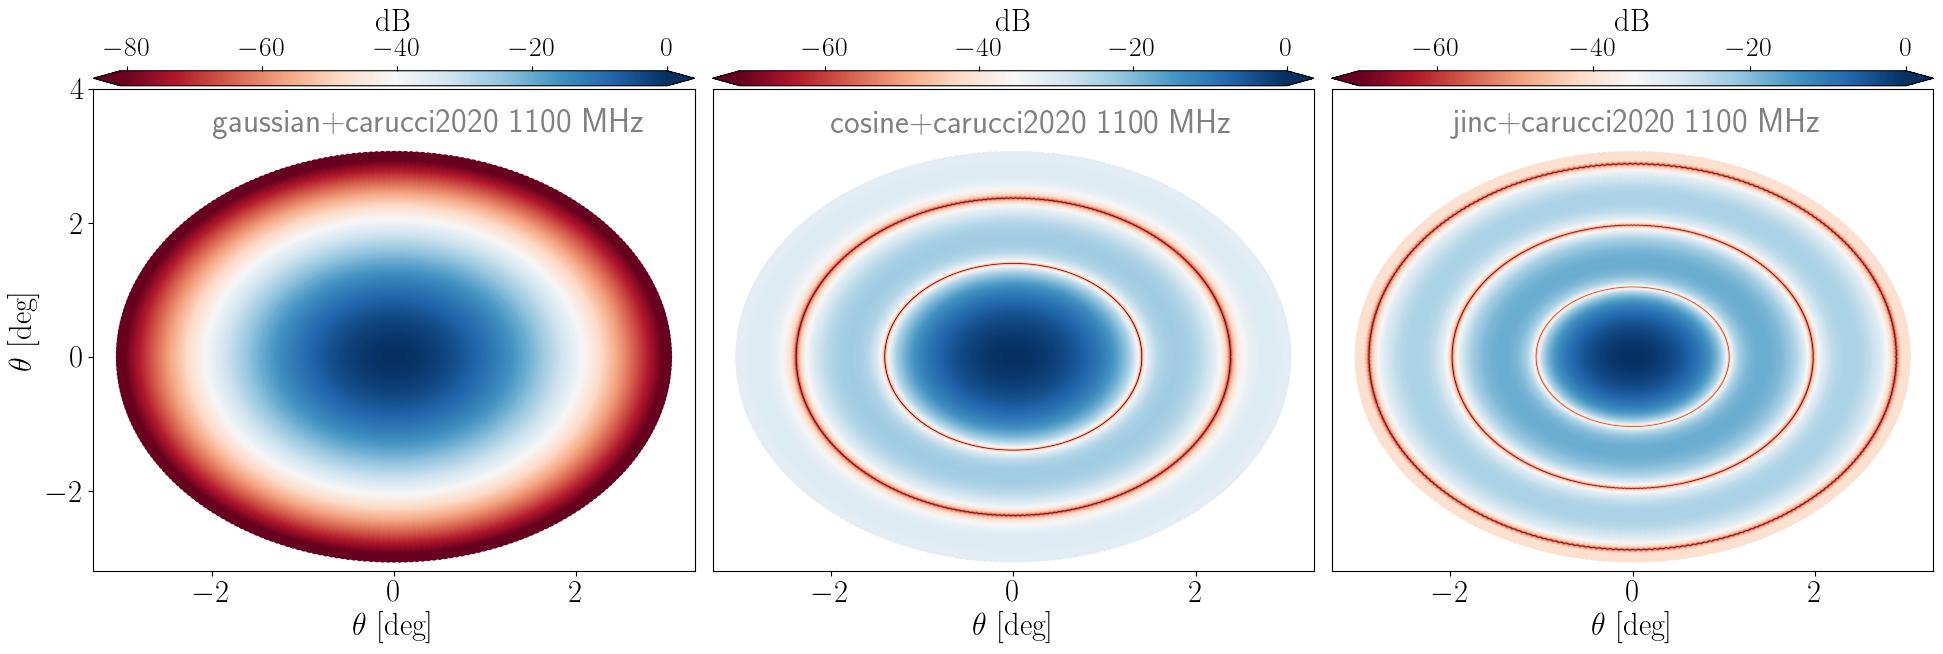 dB
−80 −60 −40 −20 0
dB
−60 −40 −20 0
dB
−60 −40 −20 0
gaussian+carucci2020 1100 MHz
cosine+carucci2020 1100 MHz
jinc+carucci2020 1100 MHz
4
2
0
−2
θ [deg]
−2 0 2
θ [deg]
−2 0 2
θ [deg]
−2 0 2
θ [deg]